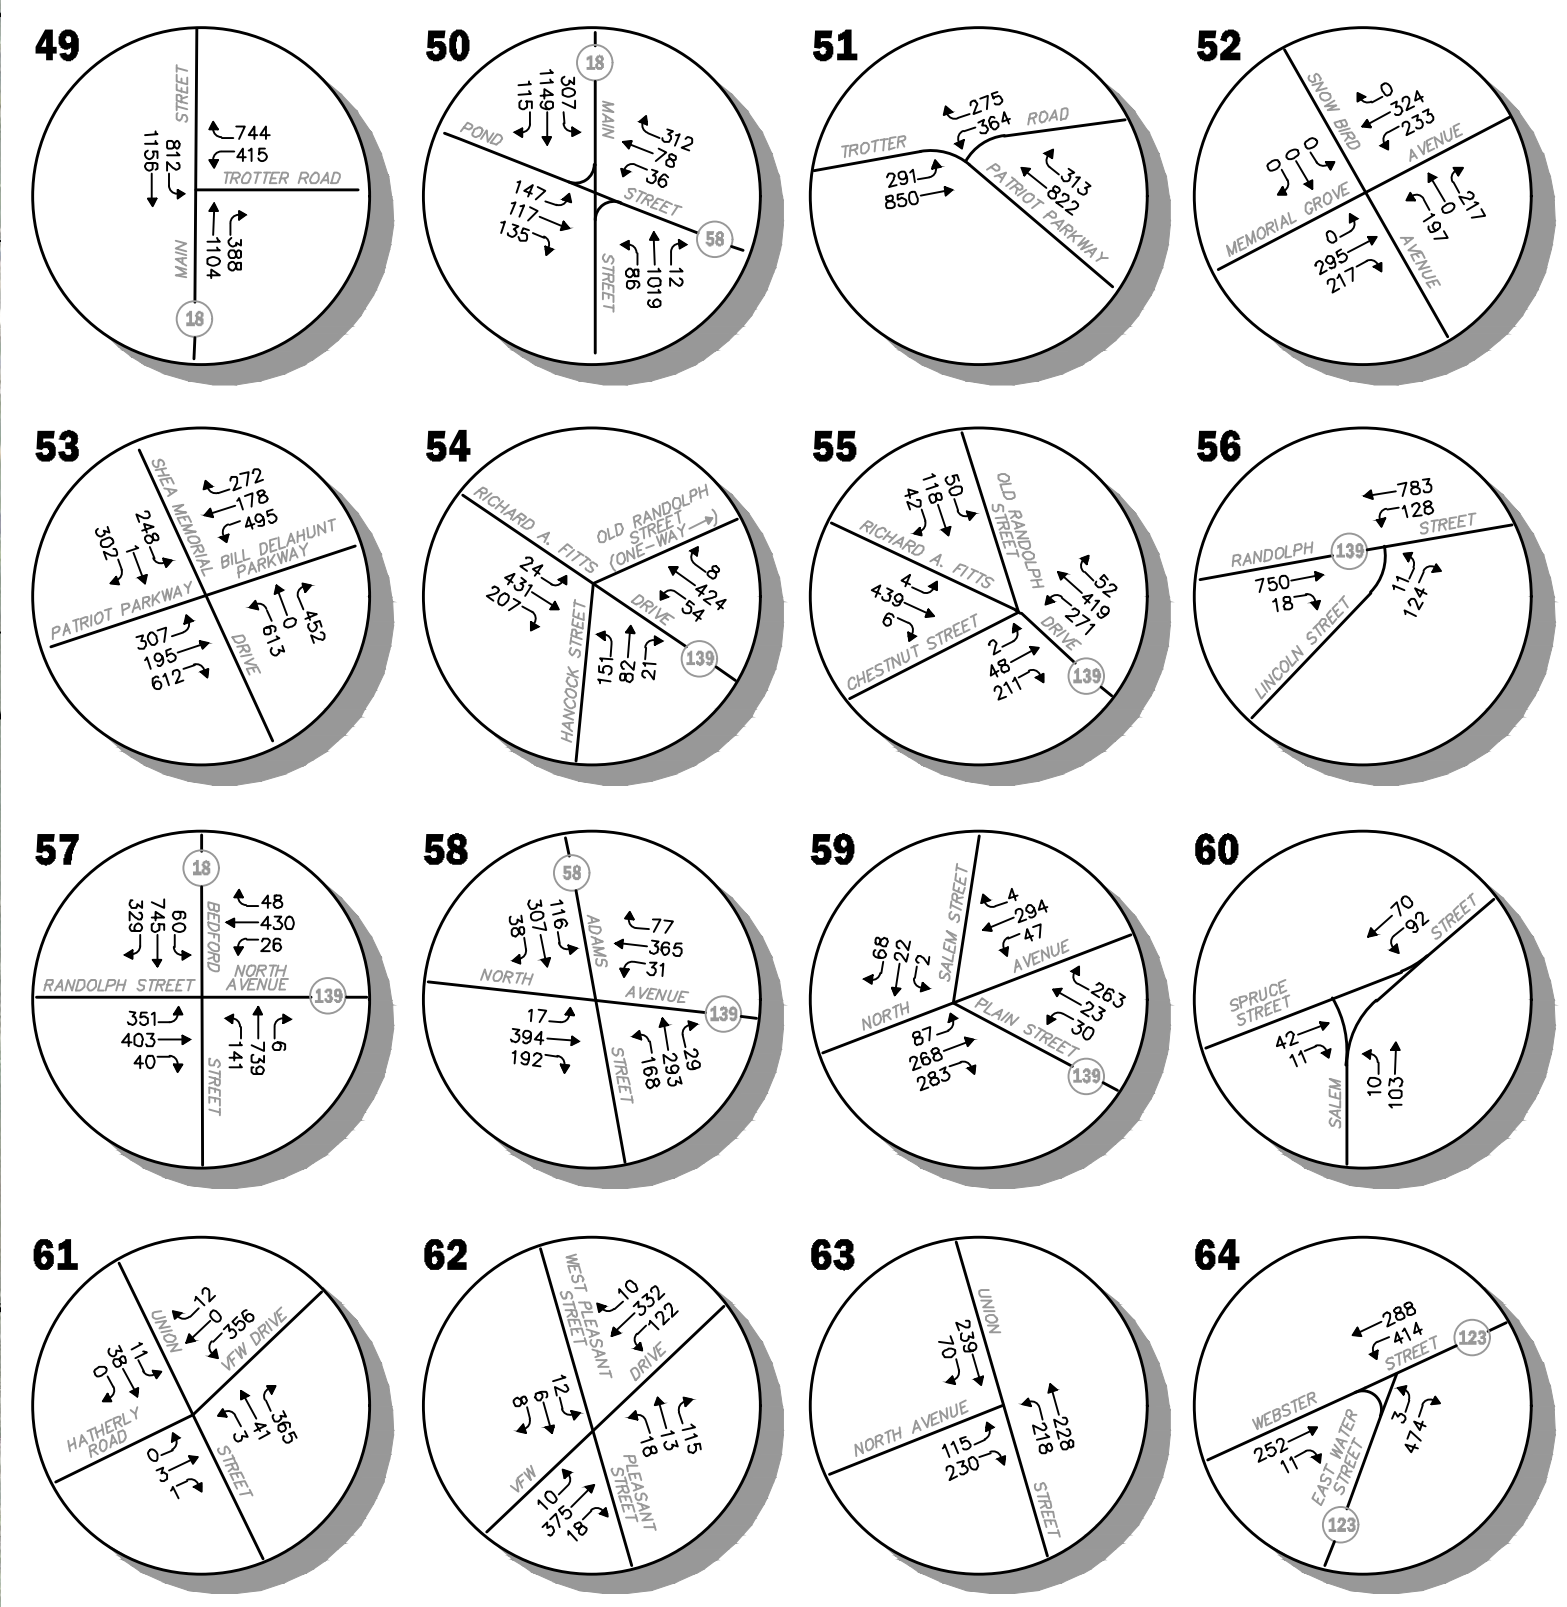 49
STREET
744
415
1156
812
TROTTER ROAD
MAIN
1104
388
18
50
18
MAIN
115
1149
307
POND
312
78
36
147
117
135
STREET
58
STREET
86
1019
12
51
275
364
ROAD
TROTTER
291
850
313
822
PATRIOT PARKWAY
52
SNOW BIRD
0
324
233
AVENUE
0
0
0
MEMORIAL GROVE
0
295
217
197
0
217
AVENUE
53
SHEA MEMORIAL
272
178
495
302
1
248
BILL DELAHUNT
PARKWAY
PATRIOT PARKWAY
307
195
612
613
0
452
DRIVE
54
RICHARD A. FITTS
OLD RANDOLPH
STREET
(ONE-WAY →)
24
431
207
8
424
54
DRIVE
HANCOCK STREET
151
82
21
139
55
42
118
50
OLD RANDOLPH
STREET
RICHARD A. FITTS
4
439
6
52
419
271
CHESTNUT STREET
2
48
211
DRIVE
139
56
783
128
STREET
RANDOLPH
139
750
18
11
124
LINCOLN STREET
57
18
329
745
60
BEDFORD
48
430
26
RANDOLPH STREET
NORTH
AVENUE
139
351
403
40
141
739
6
STREET
58
58
38
307
116
ADAMS
77
365
31
NORTH
AVENUE
139
17
394
192
168
293
29
STREET
59
SALEM STREET
4
294
47
68
22
2
AVENUE
NORTH
PLAIN STREET
263
23
30
87
268
283
139
60
70
92
STREET
SPRUCE
STREET
42
11
10
103
SALEM
61
UNION
12
0
356
VFW DRIVE
0
38
11
HATHERLY
ROAD
0
3
1
3
41
365
STREET
62
WEST PLEASANT
STREET
10
332
122
DRIVE
8
6
12
VFW
10
375
18
18
13
115
PLEASANT
STREET
63
UNION
70
239
NORTH AVENUE
115
230
218
228
STREET
64
288
414
STREET
123
WEBSTER
252
11
EAST WATER
STREET
3
474
123